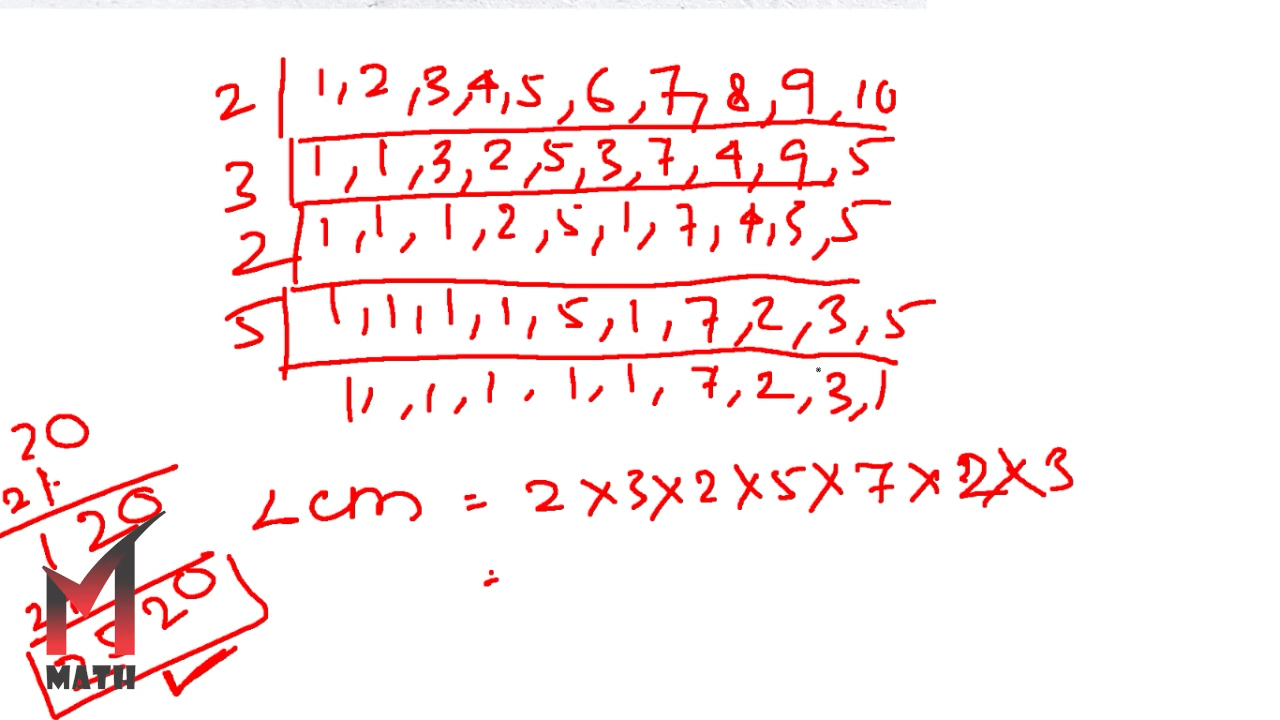 2 | 1, 2, 3, 4, 5, 6, 7, 8, 9, 10
3 | 1, 1, 3, 2, 5, 3, 7, 4, 9, 5
2 | 1, 1, 1, 2, 5, 1, 7, 4, 3, 5
5 | 1, 1, 1, 1, 5, 1, 7, 2, 3, 5
1, , 1, 1, 1, 1, 7, 2, 3, 1
Lcm = 2 × 3 × 2 × 5 × 7 × 2 × 3
=
20
21
120
20
MATH